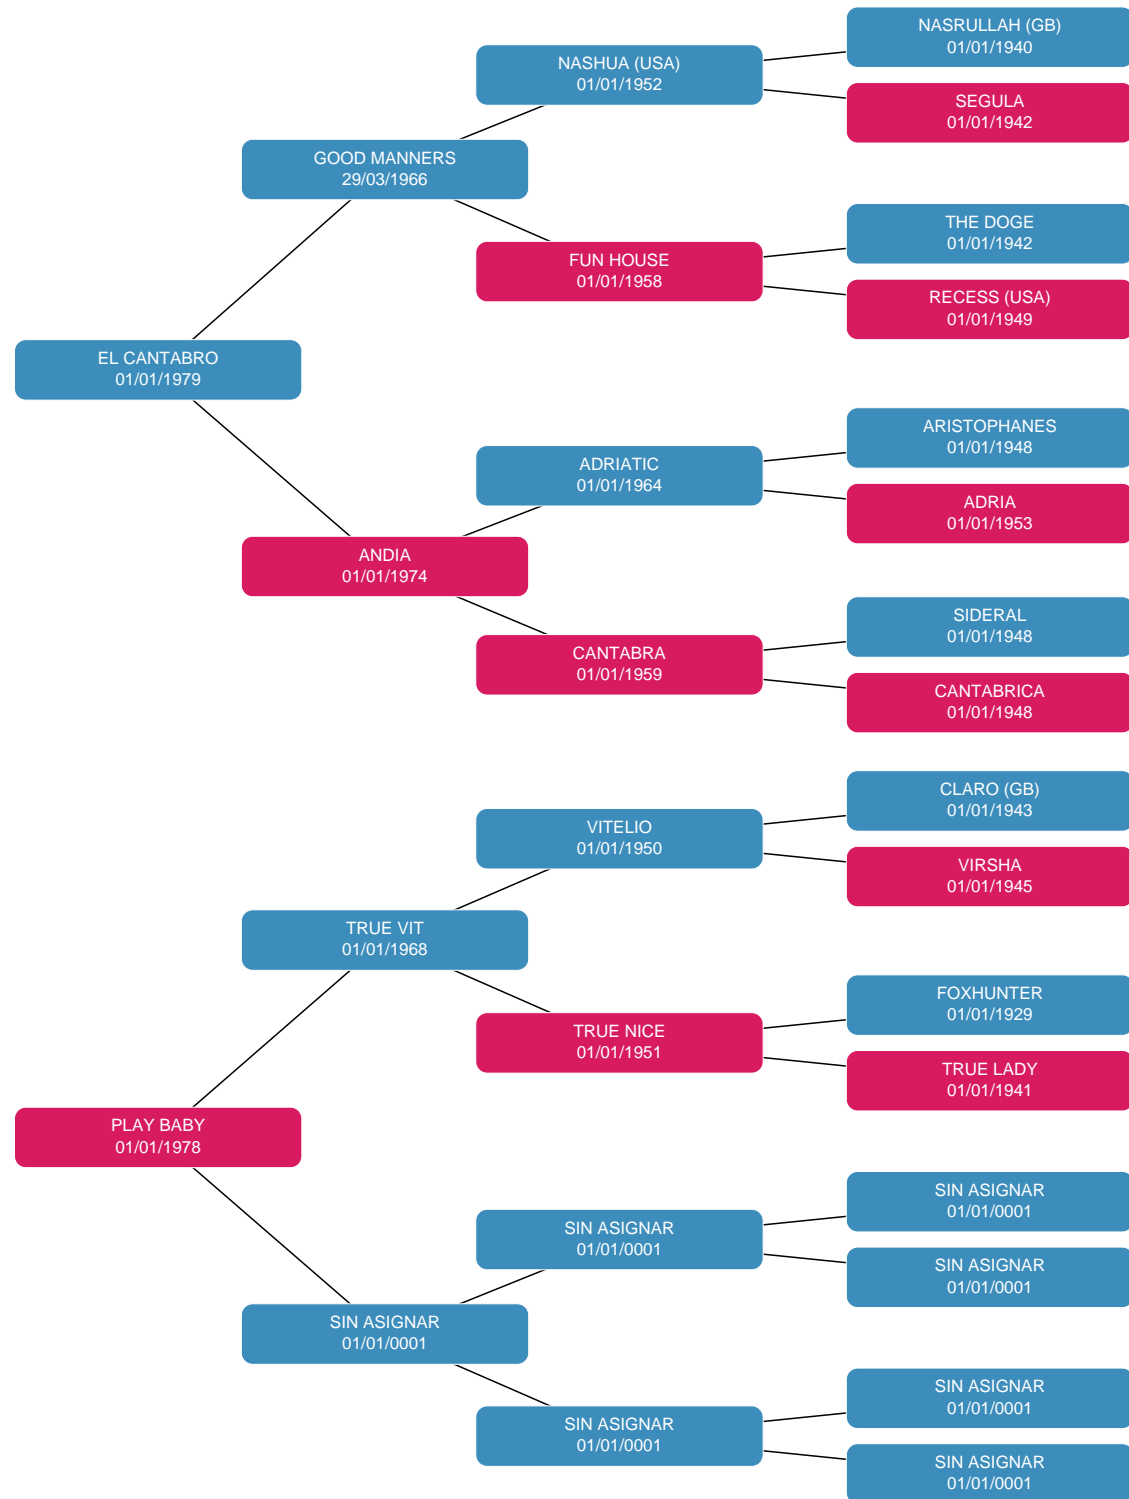 NASRULLAH (GB)
01/01/1940
NASHUA (USA)
01/01/1952
SEGULA
01/01/1942
GOOD MANNERS
29/03/1966
THE DOGE
01/01/1942
FUN HOUSE
01/01/1958
RECESS (USA)
01/01/1949
EL CANTABRO
01/01/1979
ARISTOPHANES
01/01/1948
ADRIATIC
01/01/1964
ADRIA
01/01/1953
ANDIA
01/01/1974
SIDERAL
01/01/1948
CANTABRA
01/01/1959
CANTABRICA
01/01/1948
CLARO (GB)
01/01/1943
VITELIO
01/01/1950
VIRSHA
01/01/1945
TRUE VIT
01/01/1968
FOXHUNTER
01/01/1929
TRUE NICE
01/01/1951
TRUE LADY
01/01/1941
PLAY BABY
01/01/1978
SIN ASIGNAR
01/01/0001
SIN ASIGNAR
01/01/0001
SIN ASIGNAR
01/01/0001
SIN ASIGNAR
01/01/0001
SIN ASIGNAR
01/01/0001
SIN ASIGNAR
01/01/0001
SIN ASIGNAR
01/01/0001